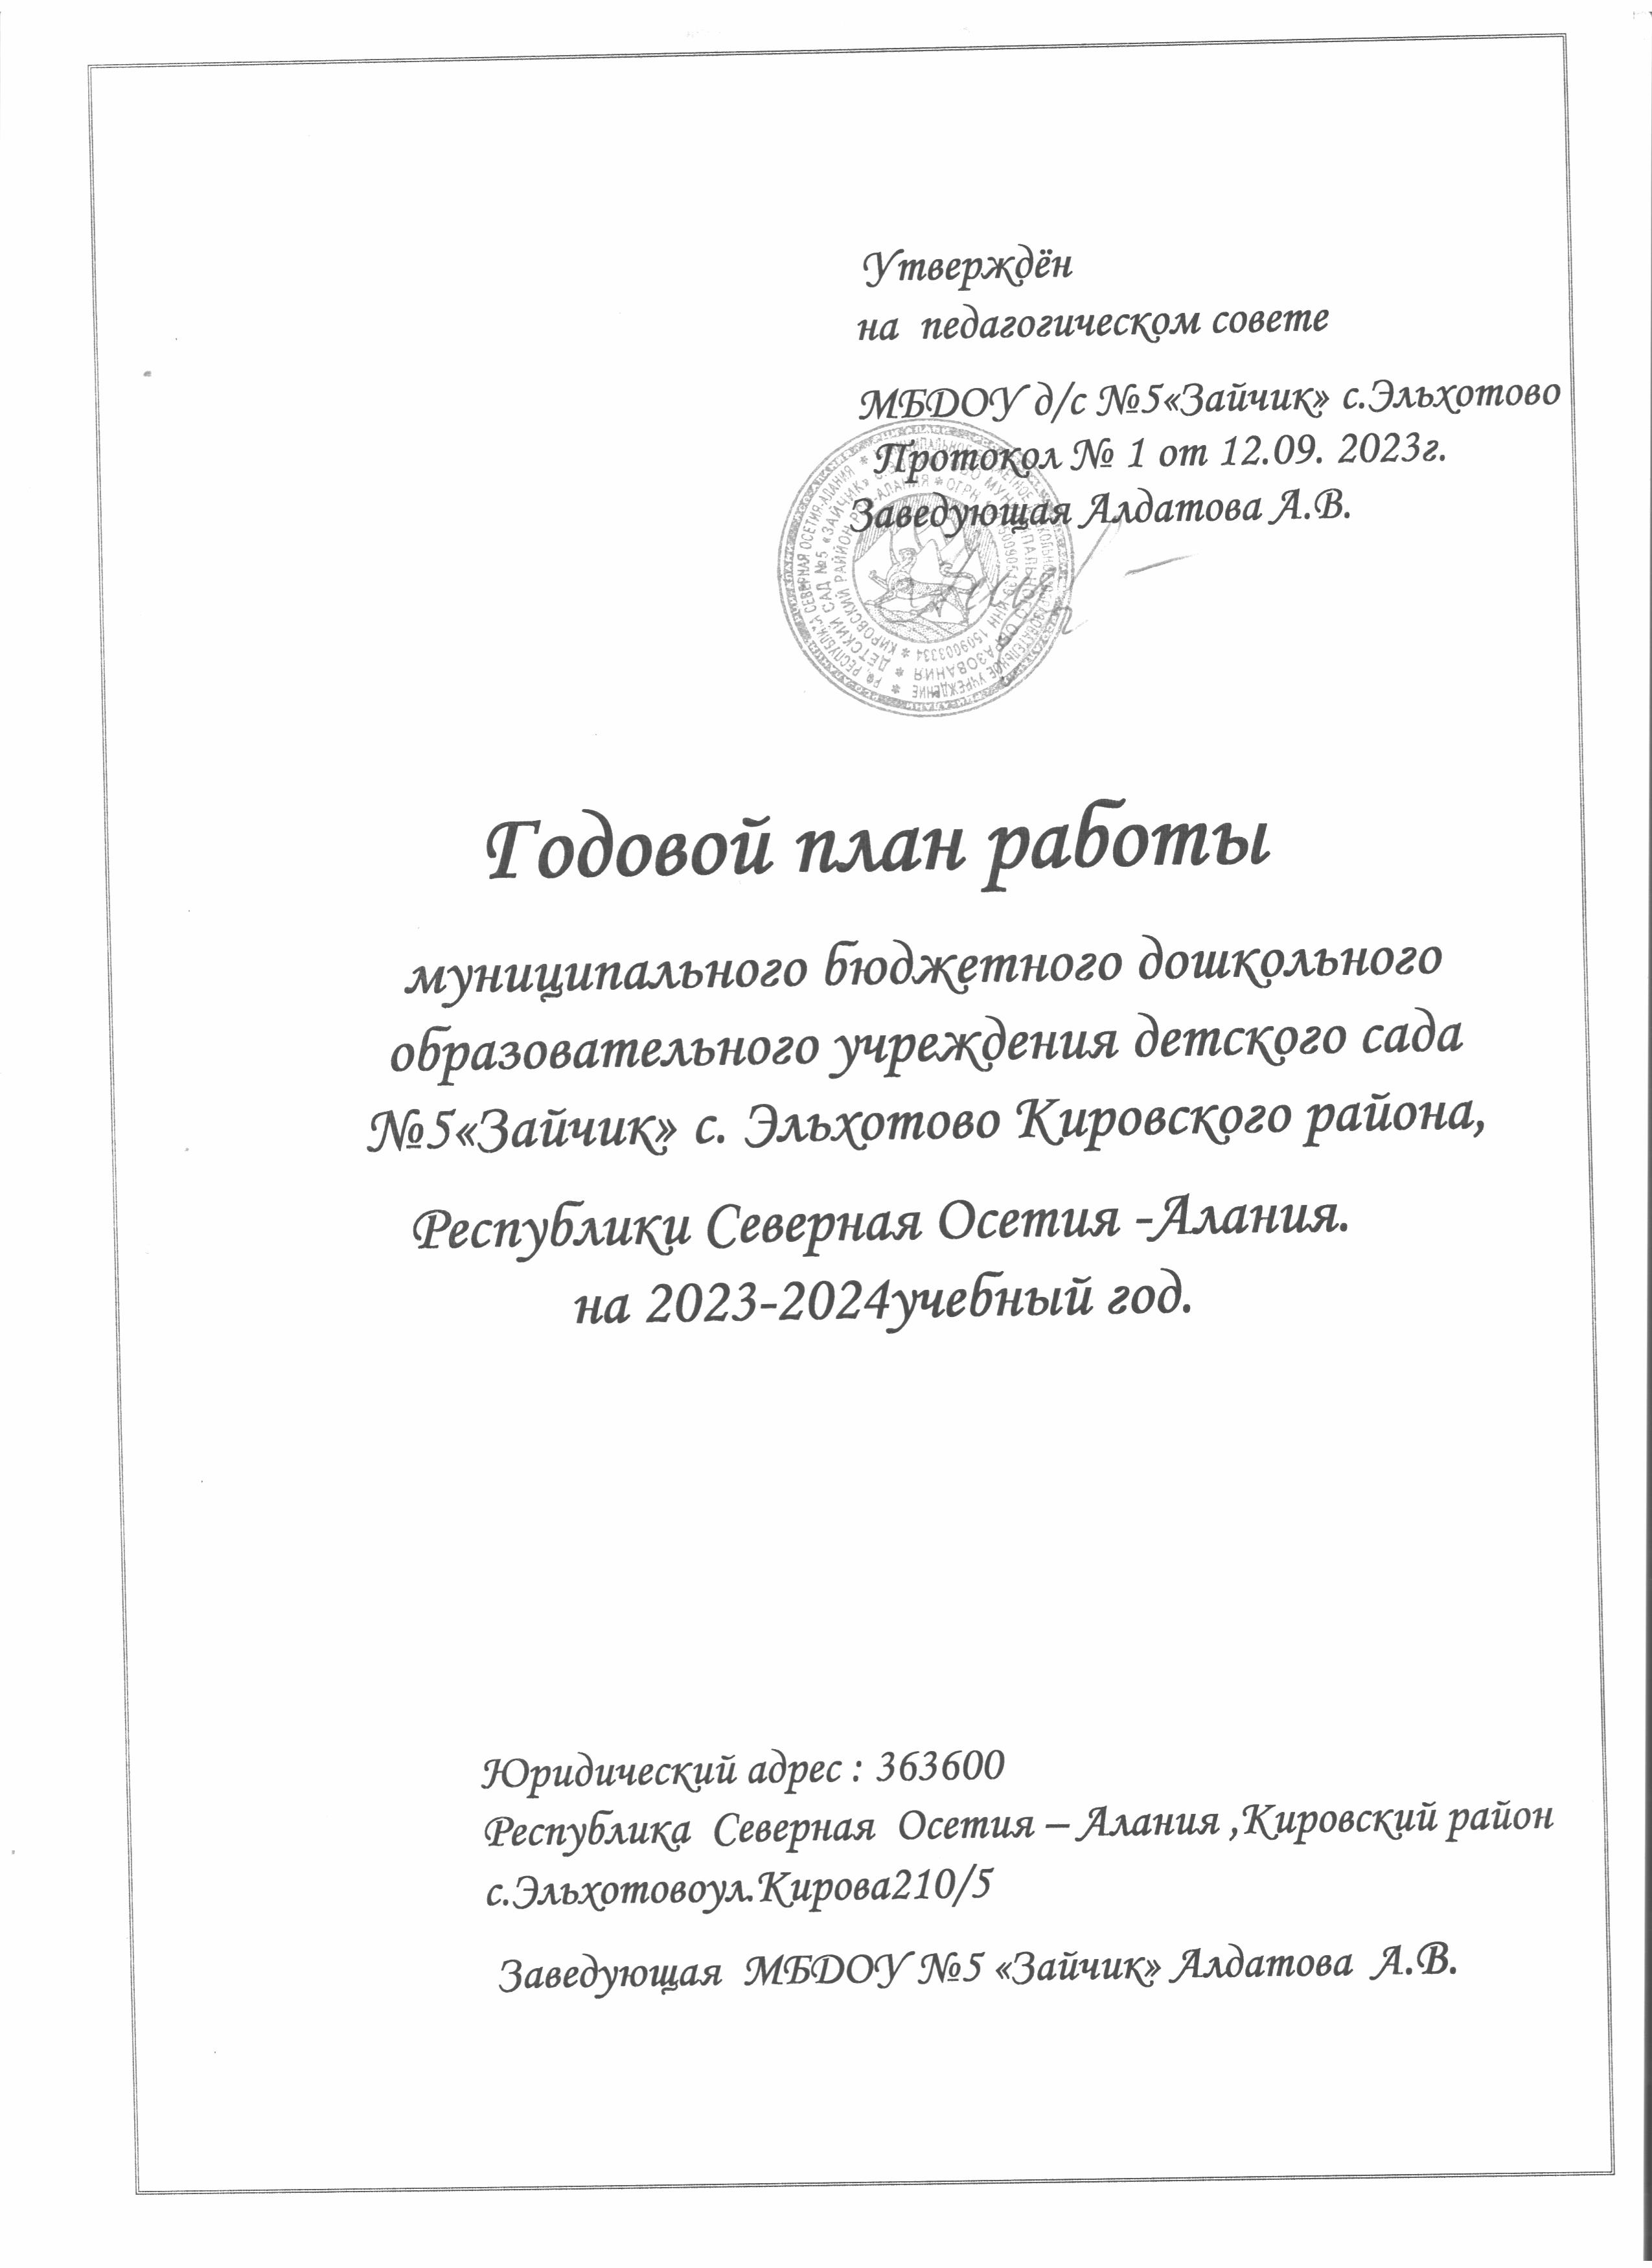 Утверждён
на педагогическом совете
МБДОУ д/с №5«Зайчик» с.Эльхотово
Протокол № 1 от 12.09. 2023г.
Заведующая Алдатова А.В.
Годовой план работы
муниципального бюджетного дошкольного
образовательного учреждения детского сада
№5«Зайчик» с. Эльхотово Кировского района,
Республики Северная Осетия -Алания.
на 2023-2024учебный год.
Юридический адрес : 363600
Республика Северная Осетия – Алания ,Кировский район
с.Эльхотовоул.Кирова210/5
Заведующая МБДОУ №5 «Зайчик» Алдатова А.В.